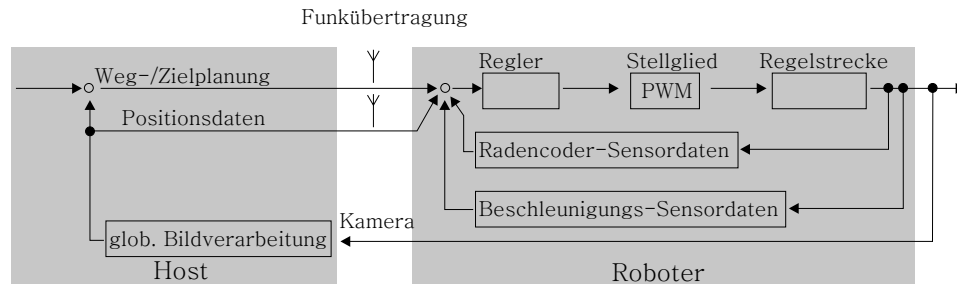 Funkübertragung
Weg-/Zielplanung
Regler
Stellglied
Regelstrecke
PWM
Positionsdaten
Radencoder-Sensordaten
Beschleunigungs-Sensordaten
Kamera
glob. Bildverarbeitung
Host
Roboter